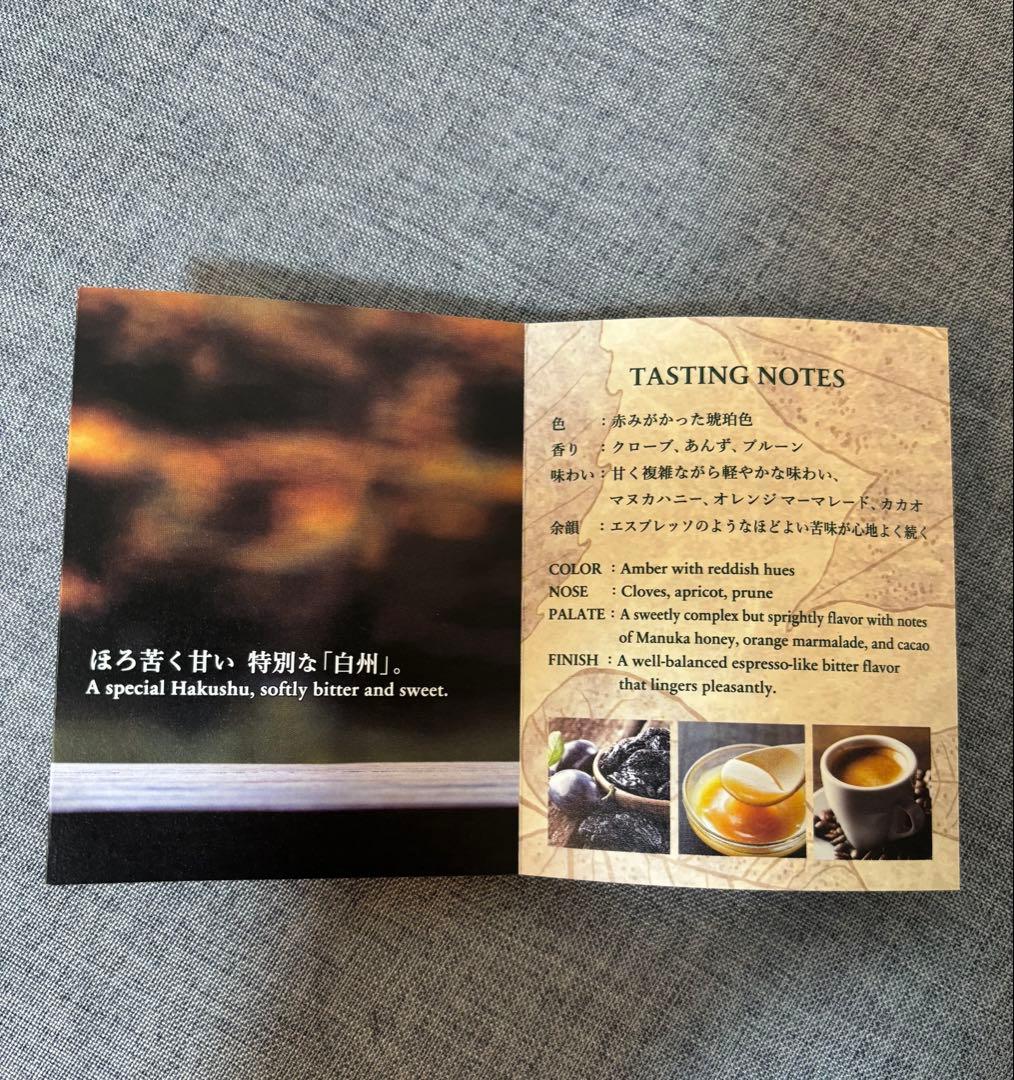 ほろ苦く甘い 特別な「白州」。
A special Hakushu, softly bitter and sweet.
TASTING NOTES
色 ：赤みがかった琥珀色
香り ：クローブ、あんず、プルーン
味わい：甘く複雑ながら軽やかな味わい、
マヌカハニー、オレンジ マーマレード、カカオ
余韻 ：エスプレッソのようなほどよい苦味が心地よく続く
COLOR : Amber with reddish hues
NOSE : Cloves, apricot, prune
PALATE : A sweetly complex but sprightly flavor with notes
of Manuka honey, orange marmalade, and cacao
FINISH : A well-balanced espresso-like bitter flavor
that lingers pleasantly.